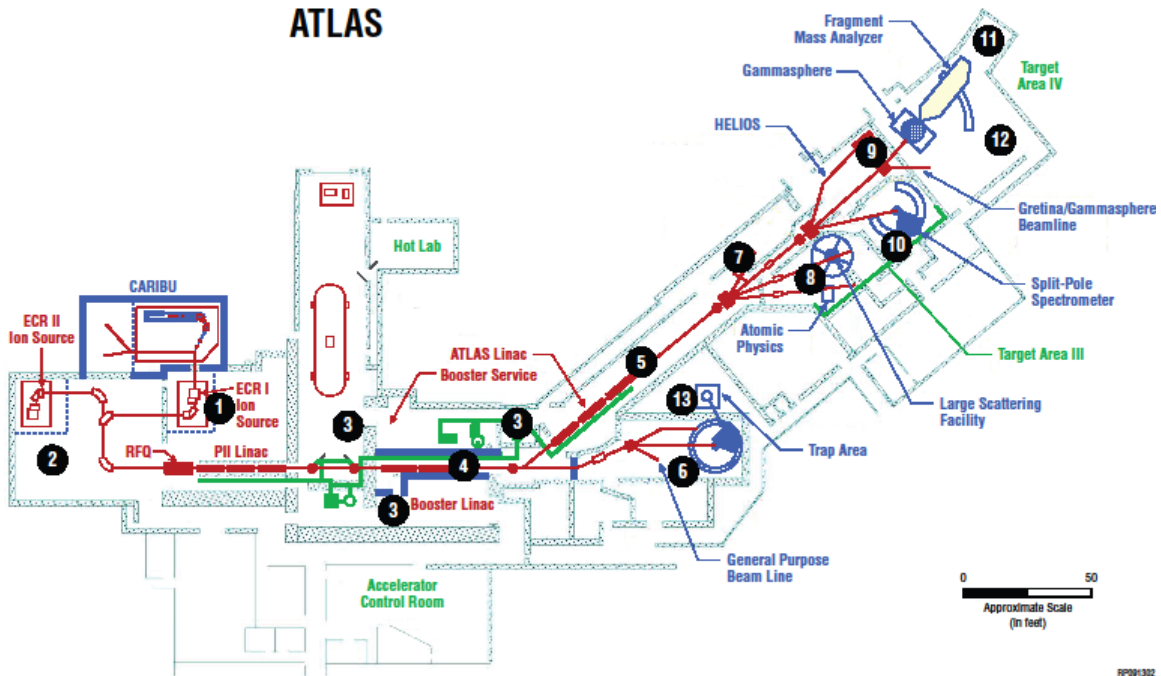 ATLAS
Fragment
Mass Analyzer
11
Target
Area IV
Gammasphere
HELIOS
12
9
Gretina/Gammasphere
Beamline
Hot Lab
10
7
8
Split-Pole
Spectrometer
CARIBU
ECR II
Ion Source
Atomic
Physics
Target Area III
ATLAS Linac
5
Booster Service
ECR I
Ion
Source
1
13
Large Scattering
Facility
3
3
Trap Area
2
RFQ
PII Linac
4
6
3
Booster Linac
General Purpose
Beam Line
Accelerator
Control Room
0
50
Approximate Scale
(in feet)
RP091302